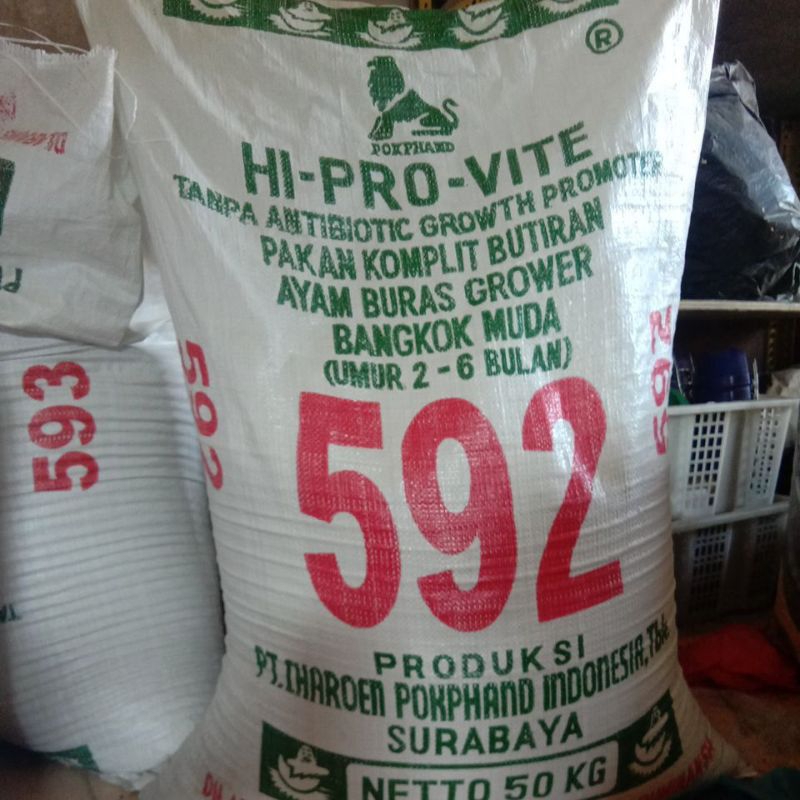 ®
POKPHAND
HI-PRO-VITE
TANPA ANTIBIOTIC GROWTH PROMOTER
PAKAN KOMPLIT BUTIRAN
AYAM BURAS GROWER
BANGKOK MUDA
(UMUR 2 - 6 BULAN)
592
592
592
593
PRODUKSI
PT. CHAROEN POKPHAND INDONESIA, Tbk.
SURABAYA
NETTO 50 KG